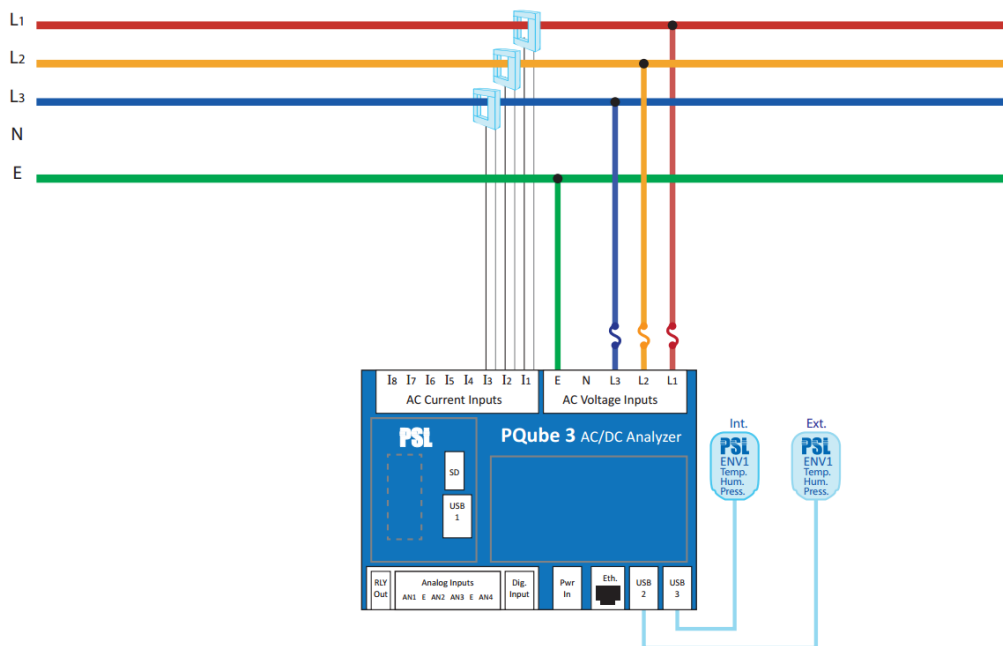 L1
L2
L3
N
E
I8 I7 I6 I5 I4 I3 I2 I1
AC Current Inputs
E N L3 L2 L1
AC Voltage Inputs
PSL
PQube 3 AC/DC Analyzer
SD
USB
1
Int.
PSL
ENV1
Temp.
Hum.
Press.
Ext.
PSL
ENV1
Temp.
Hum.
Press.
RLY
Out
Analog Inputs
AN1 E AN2 AN3 E AN4
Dig.
Input
Pwr
In
Eth.
USB
2
USB
3